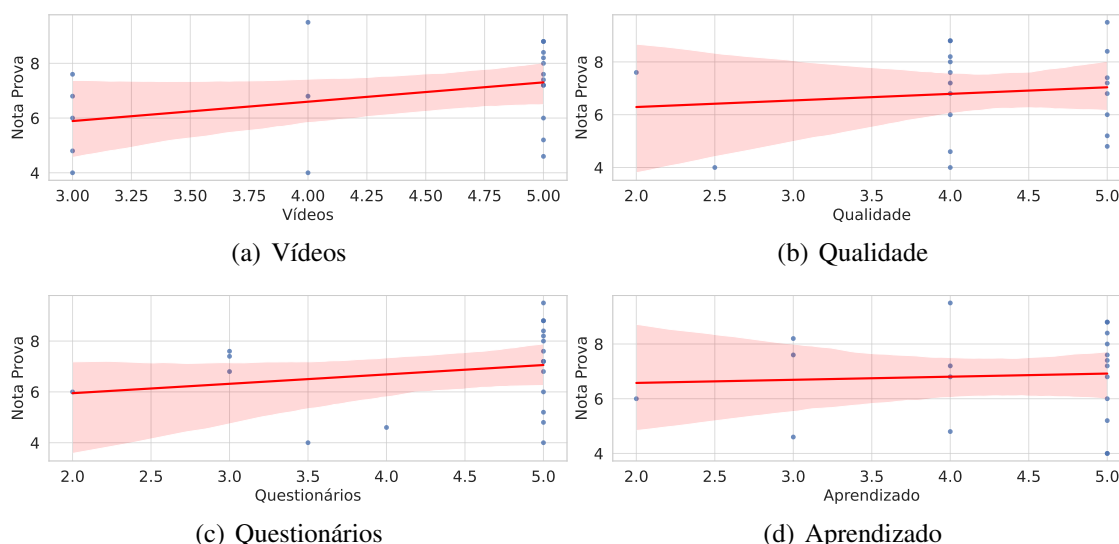 Nota Prova
8
6
4
3.00 3.25 3.50 3.75 4.00 4.25 4.50 4.75 5.00
Vídeos
(a) Vídeos
Nota Prova
8
6
4
2.0 2.5 3.0 3.5 4.0 4.5 5.0
Qualidade
(b) Qualidade
Nota Prova
8
6
4
2.0 2.5 3.0 3.5 4.0 4.5 5.0
Questionários
(c) Questionários
Nota Prova
8
6
4
2.0 2.5 3.0 3.5 4.0 4.5 5.0
Aprendizado
(d) Aprendizado